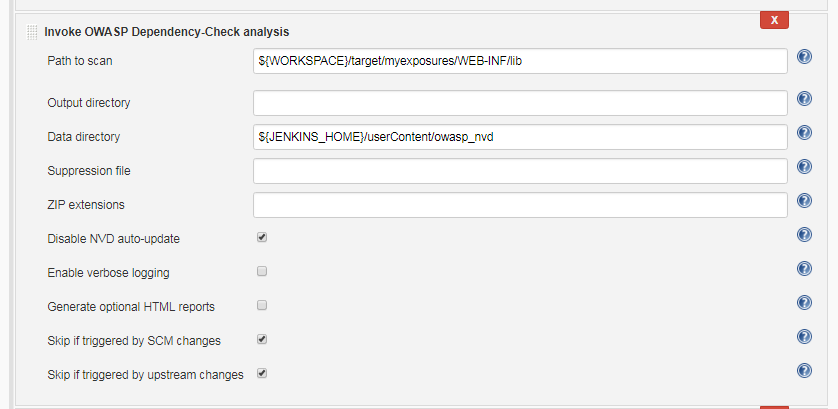 X
Invoke OWASP Dependency-Check analysis
Path to scan ${WORKSPACE}/target/myexposures/WEB-INF/lib ?
Output directory ?
Data directory ${JENKINS_HOME}/userContent/owasp_nvd ?
Suppression file ?
ZIP extensions ?
Disable NVD auto-update ?
Enable verbose logging ?
Generate optional HTML reports ?
Skip if triggered by SCM changes ?
Skip if triggered by upstream changes ?